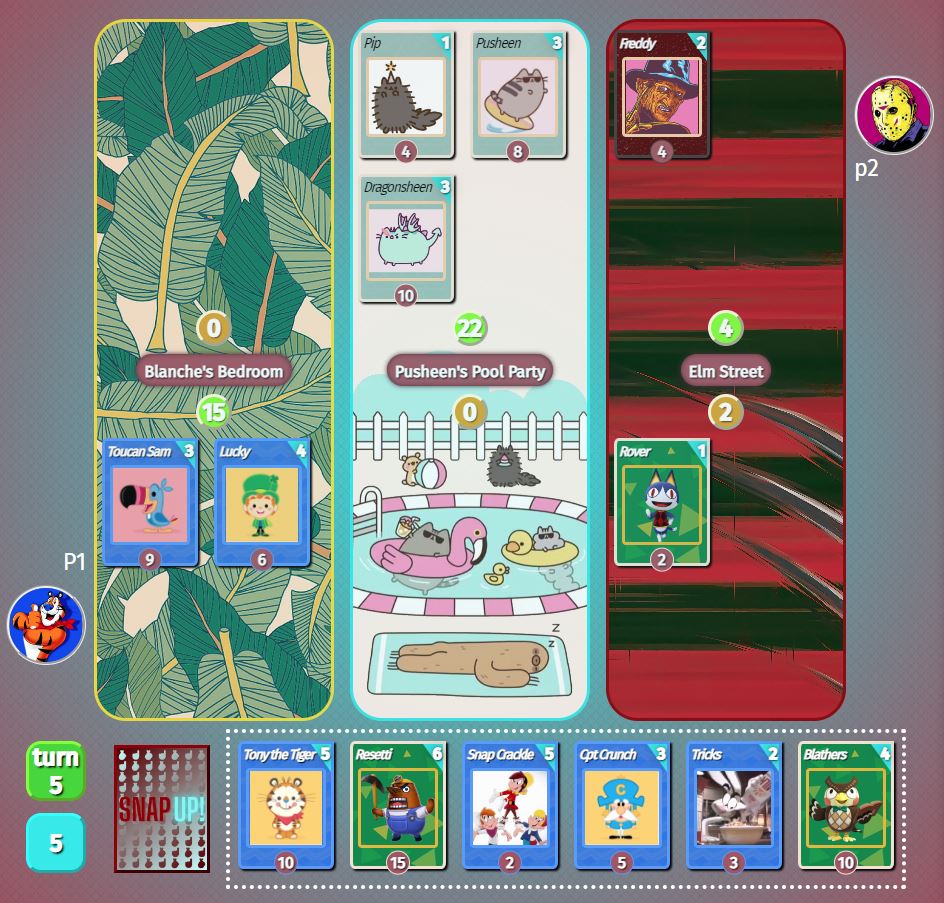 Pip 1
4
Pusheen 3
8
Dragonsheen 3
10
Freddy 2
4
p2
0
Blanche's Bedroom
15
22
Pusheen's Pool Party
0
4
Elm Street
2
Toucan Sam 3
9
Lucky 4
6
Rover 1
2
P1
z
z
C
turn
5
5
SNAP UP!
Tony the Tiger 5
10
Resetti 6
15
Snap Crackle 5
2
Cpt Crunch 3
5
Tricks 2
3
Blathers 4
10